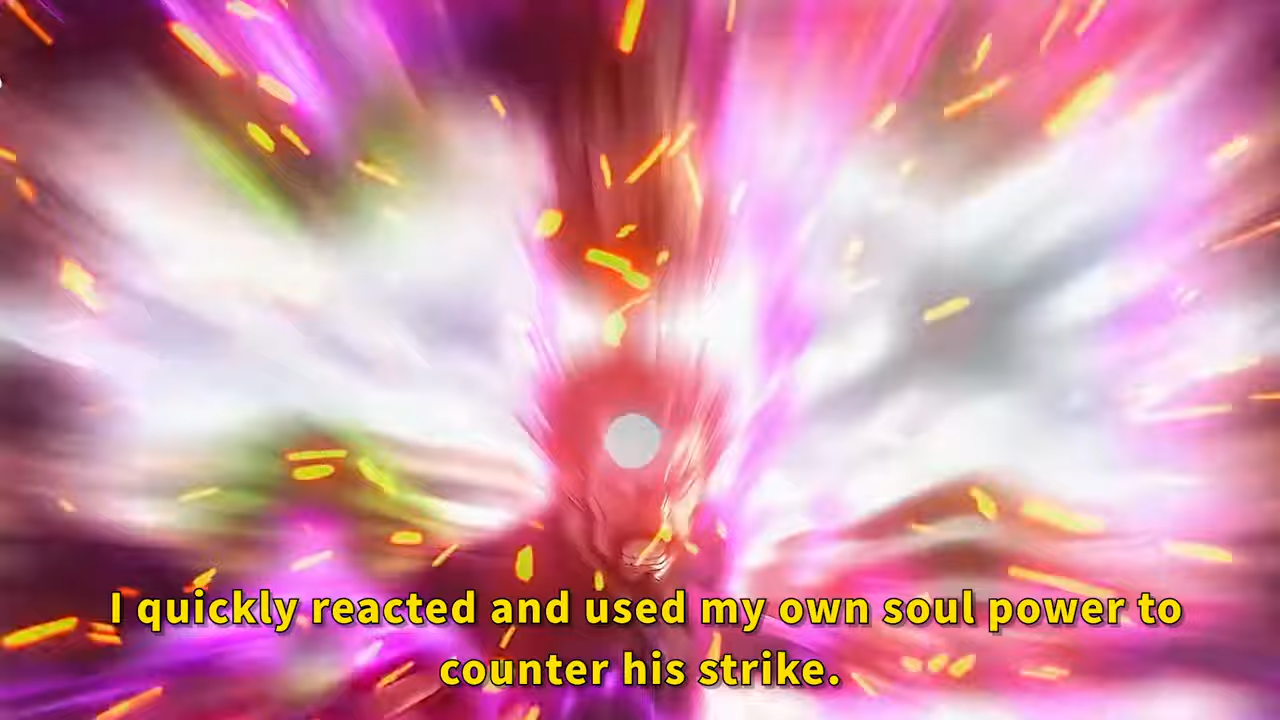 I quickly reacted and used my own soul power to
counter his strike.